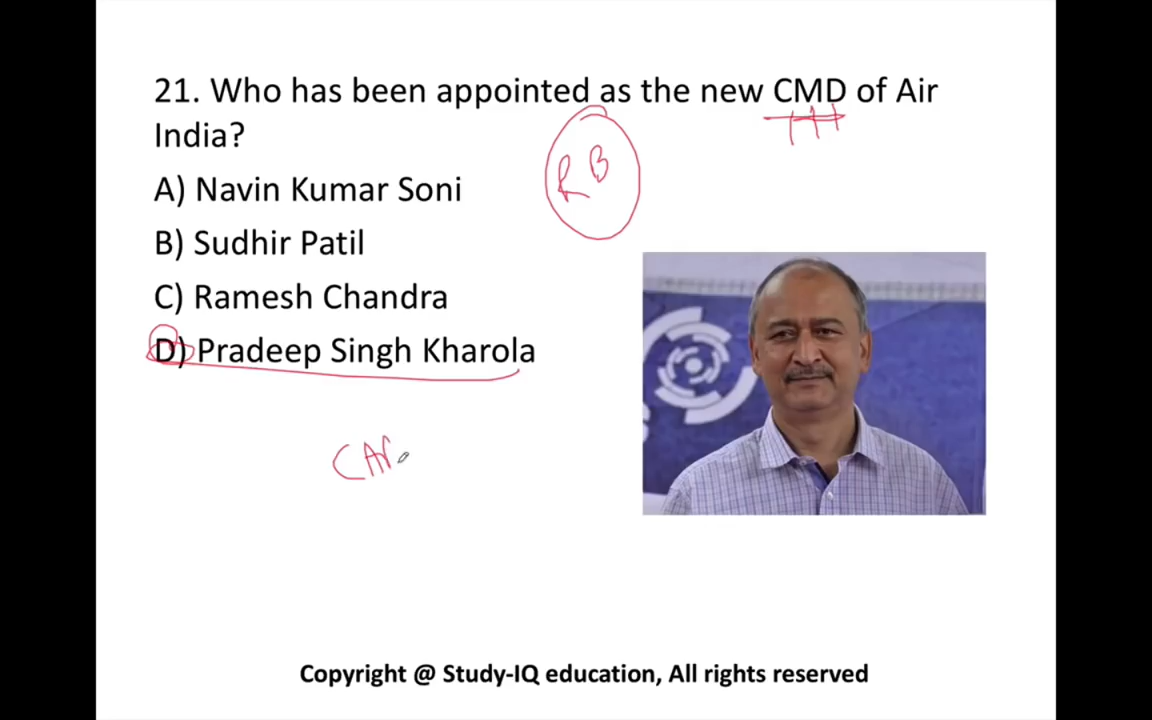 21. Who has been appointed as the new CMD of Air
India?
R B
A) Navin Kumar Soni
B) Sudhir Patil
C) Ramesh Chandra
D) Pradeep Singh Kharola
Copyright @ Study-IQ education, All rights reserved